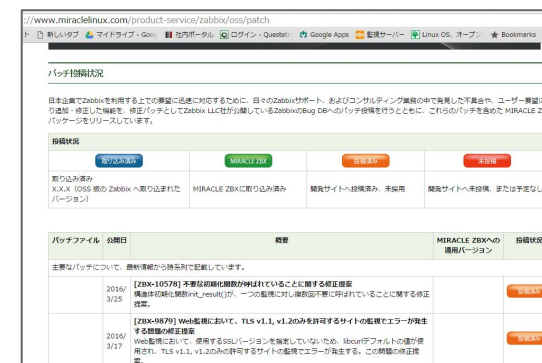 ://www.miraclelinux.com/product-service/zabbix/oss/patch
ト 新しいタブ マイドライブ - Goog 社内ポータル ログイン - Questetr Google Apps 監視サーバー Linux OS、オープン Bookmarks
パッチ投稿状況
日本企業でZabbixを利用する上での要望に迅速に対応するために、日々のZabbixサポート、およびコンサルティング業務の中で発見した不具合や、ユーザー要望に
り追加・修正した機能を、修正パッチとしてZabbix LLC社が公開しているZabbixのBug DBへのパッチ投稿を行うとともに、これらのパッチを含めた MIRACLE Z
パッケージをリリースしています。
投稿状況
取り込み済み MIRACLE ZBX 投稿済み 未投稿
取り込み済み
X.X.X（OSS 版の Zabbix へ取り込まれた
バージョン）
MIRACLE ZBXに取り込み済み
開発サイトへ投稿済み、未採用
開発サイトへ未投稿、または予定なし
パッチファイル 公開日 概要 MIRACLE ZBXへの
適用バージョン 投稿状況
主要なパッチについて、最新情報から時系列で記載しています。
2016/
3/25
[ZBX-10578] 不要な初期化関数が呼ばれていることに関する修正提案
構造体初期化関数init_result()が、一つの監視に対し複数回不要に呼ばれていることに関する修正
提案。
投稿済み
2016/
3/17
[ZBX-9879] Web監視において、TLS v1.1, v1.2のみを許可するサイトの監視でエラーが発生
する問題の修正提案
Web監視において、使用するSSLバージョンを指定していないため、libcurlデフォルトの値が使
用され、TLS v1.1, v1.2のみの許可するサイトの監視でエラーが発生する。この問題の修正提
案。
投稿済み